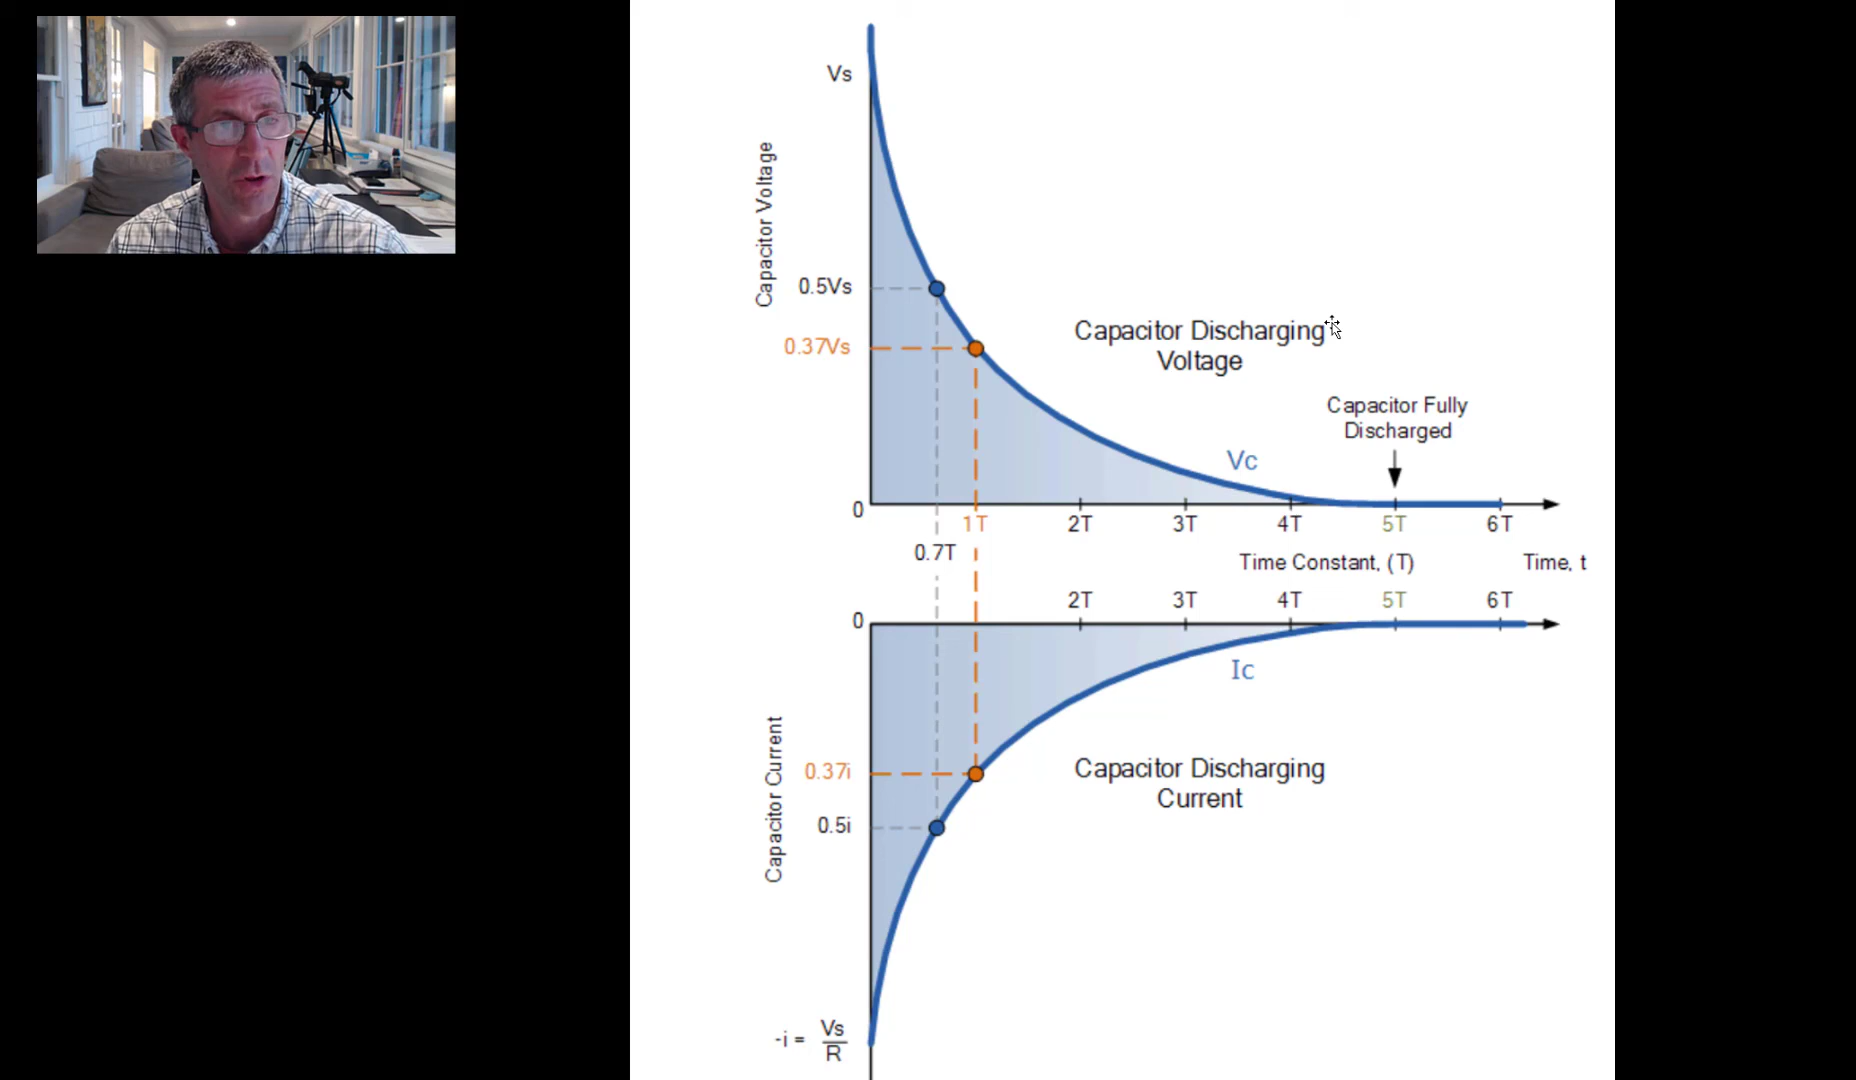 Vs
Capacitor Voltage
0.5Vs
0.37Vs
Capacitor Discharging
Voltage
Capacitor Fully
Discharged
Vc
0
1T
2T
3T
4T
5T
6T
0.7T
Time Constant, (T)
Time, t
2T
3T
4T
5T
6T
0
Ic
Capacitor Current
0.37i
0.5i
Capacitor Discharging
Current
-i = Vs
R